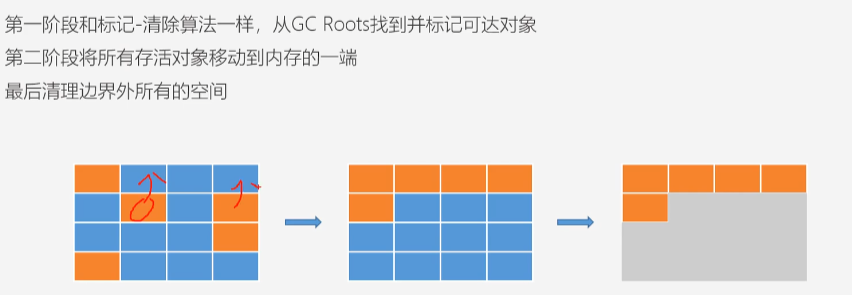 第一阶段和标记-清除算法一样，从GC Roots找到并标记可达对象
第二阶段将所有存活对象移动到内存的一端
最后清理边界外所有的空间